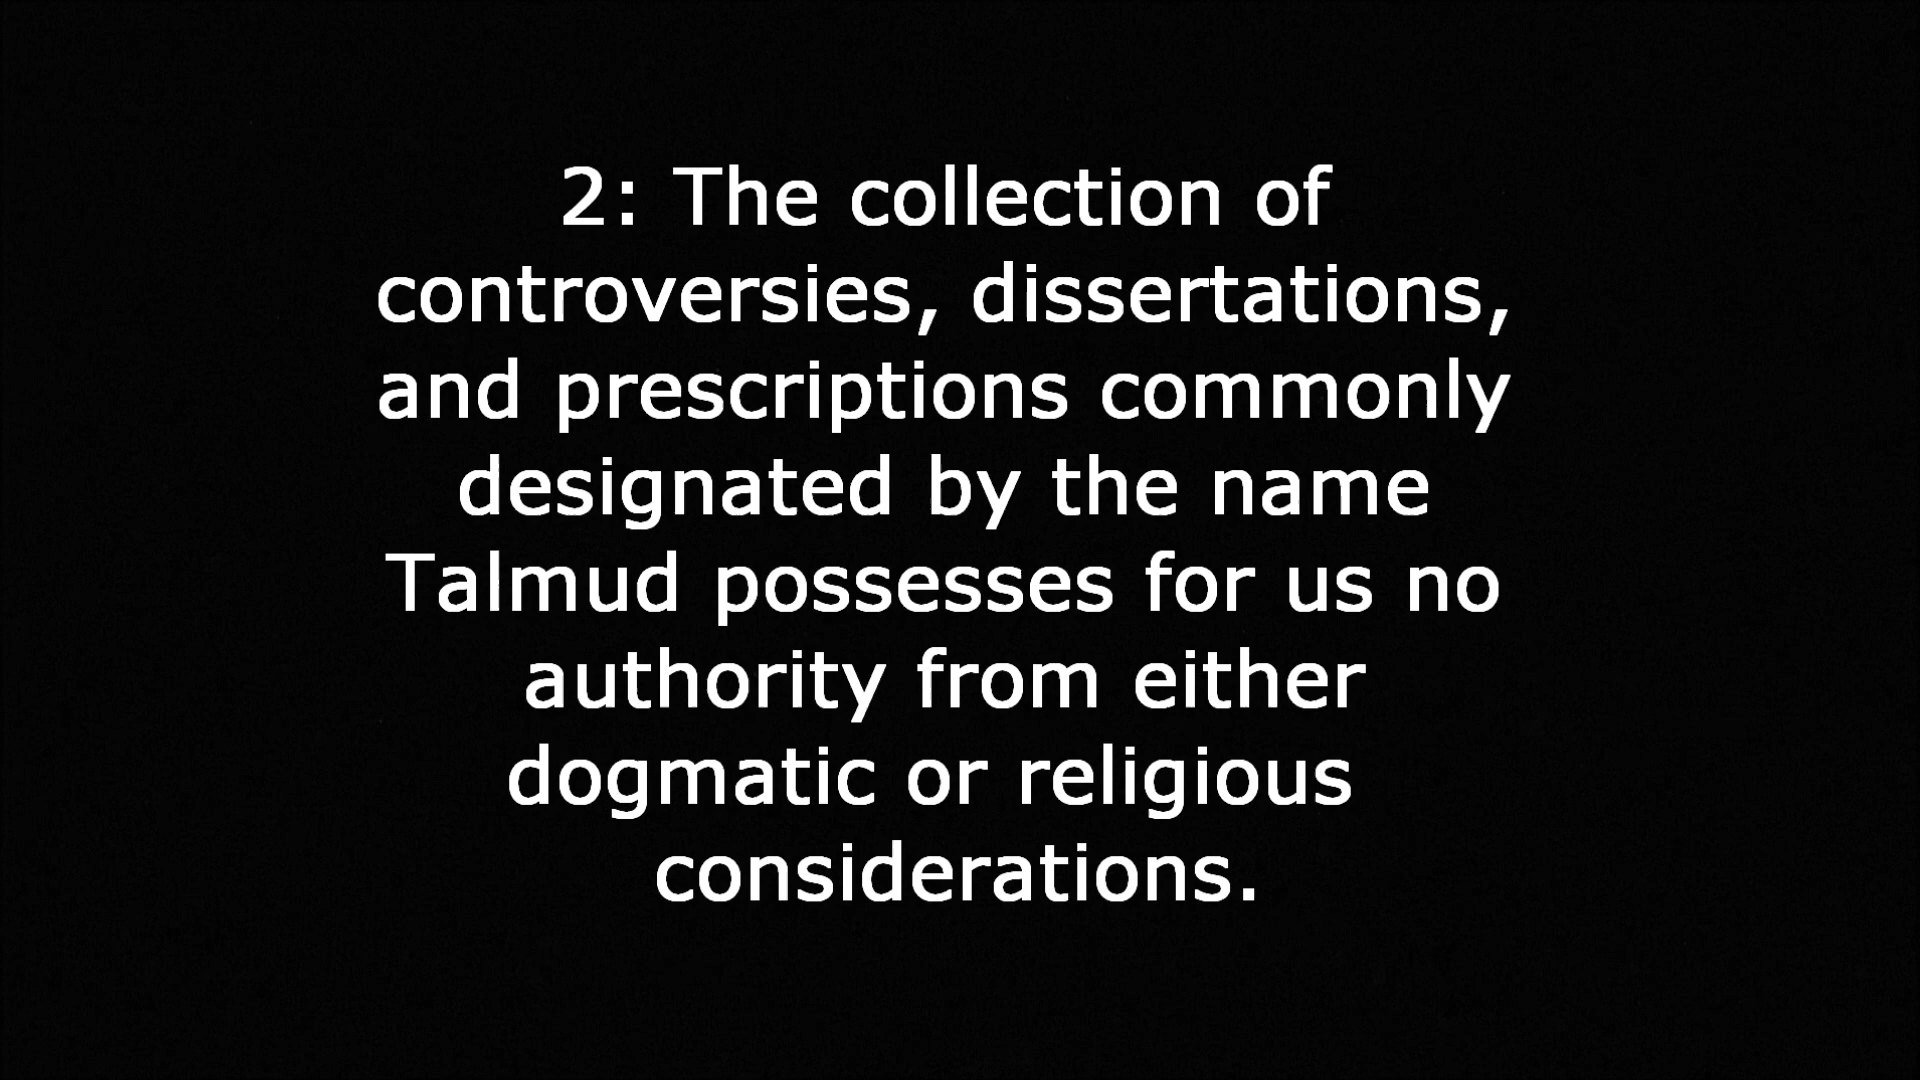 2: The collection of
controversies, dissertations,
and prescriptions commonly
designated by the name
Talmud possesses for us no
authority from either
dogmatic or religious
considerations.